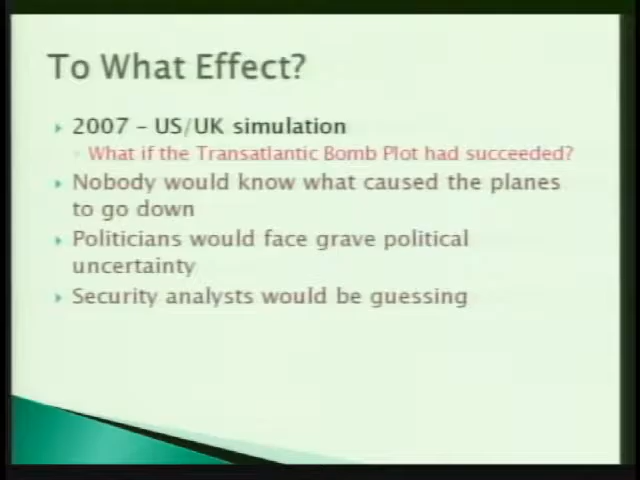 To What Effect?
2007 – US/UK simulation
What if the Transatlantic Bomb Plot had succeeded?
Nobody would know what caused the planes
to go down
Politicians would face grave political
uncertainty
Security analysts would be guessing